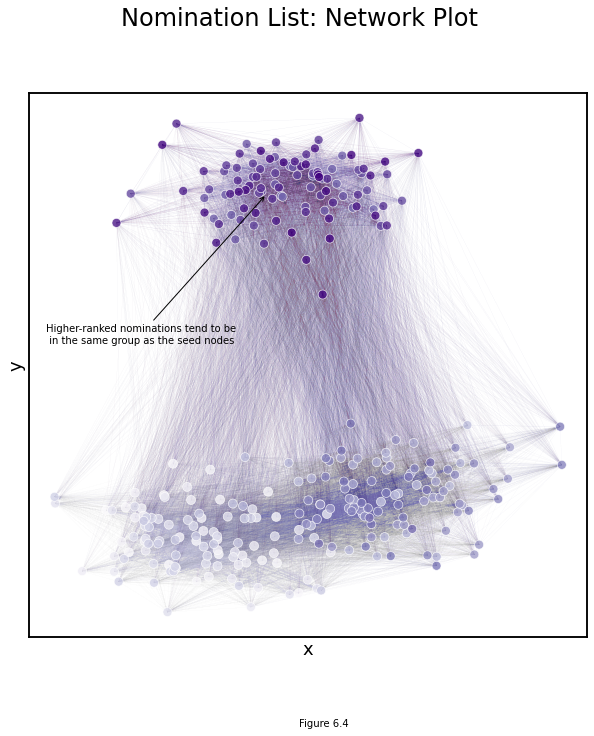 Nomination List: Network Plot
Higher-ranked nominations tend to be
in the same group as the seed nodes
y
x
Figure 6.4